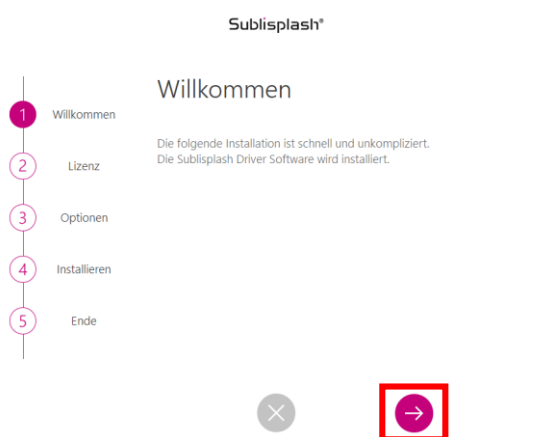 Sublisplash®
Willkommen
1 Willkommen
Die folgende Installation ist schnell und unkompliziert.
Die Sublisplash Driver Software wird installiert.
2 Lizenz
3 Optionen
4 Installieren
5 Ende